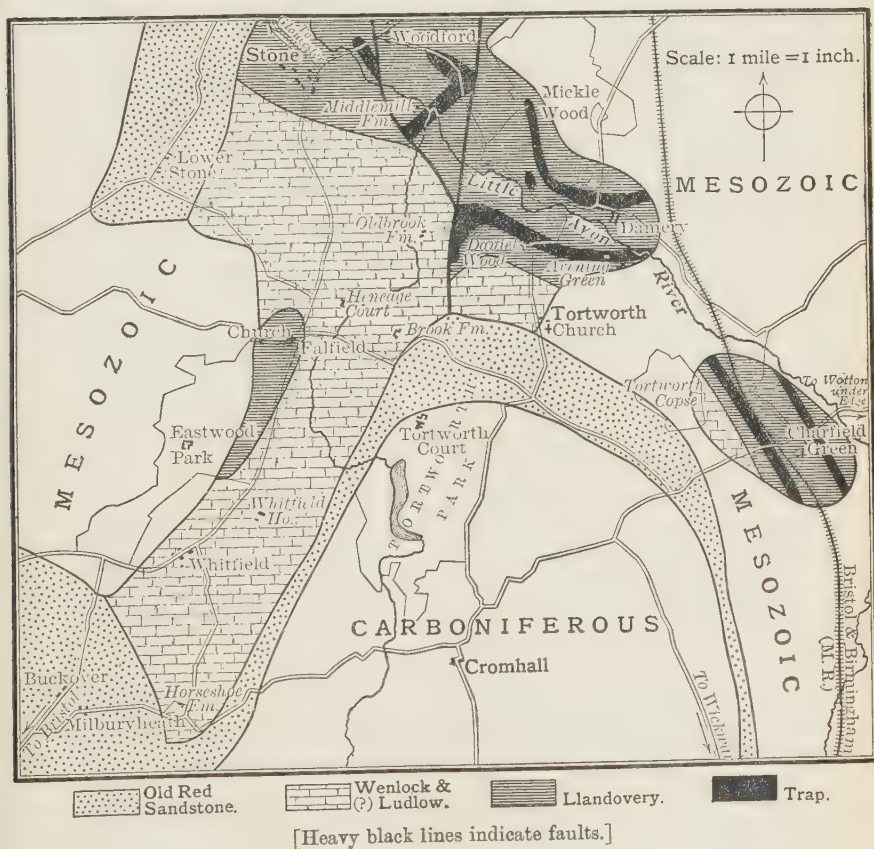 Stone
Woodford
Scale: 1 mile = 1 inch.
Middlemill
Fm.
Mickle
Wood
MESOZOIC
Lower
Stone
Little
Avon
River
Damery
Oldbrook
Fm.
Daniel's
Wood
Avening
Green
MESOZOIC
Heneage
Court
Church
Falfield
Brook Fm.
Tortworth
Church
Tortworth
Copse
To Wotton
under
Edge
Charfield
Green
Eastwood
Park
Tortworth
Court
TORTWORTH
PARK
Whitfield
Ho.
Whitfield
MESOZOIC
CARBONIFEROUS
Cromhall
Buckover
To Bristol
Milburyheath
Horseshoe
Fm.
To Wickwar
Bristol & Birmingham
(M. R.)
Old Red
Sandstone.
Wenlock &
(?) Ludlow.
Llandovery.
Trap.
[Heavy black lines indicate faults.]